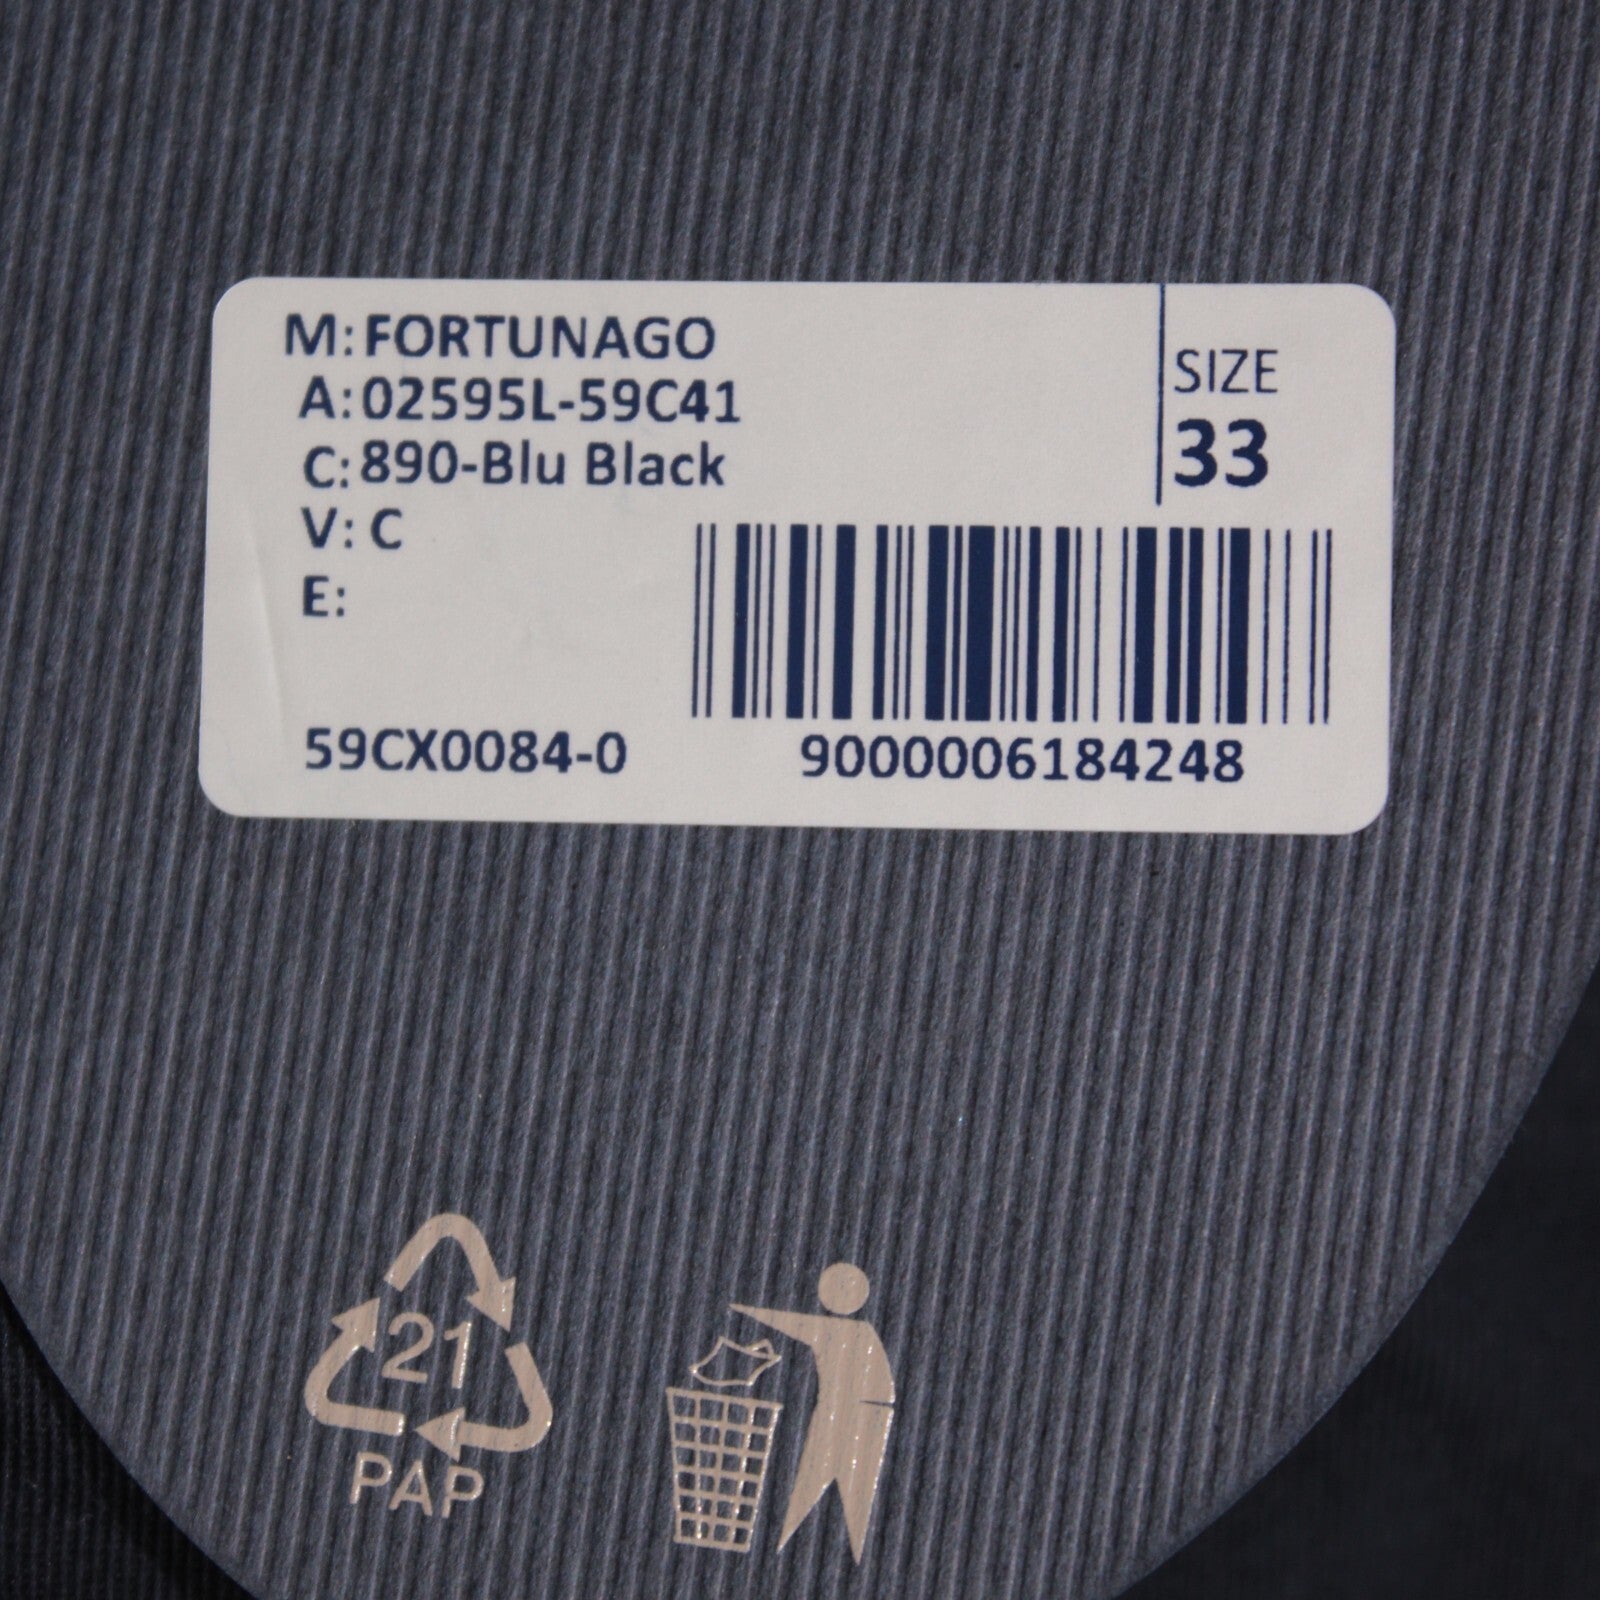 M: FORTUNAGO
A: 02595L-59C41
C: 890-Blu Black
V: C
E:
SIZE
33
59CX0084-0
9000006184248
21
PAP